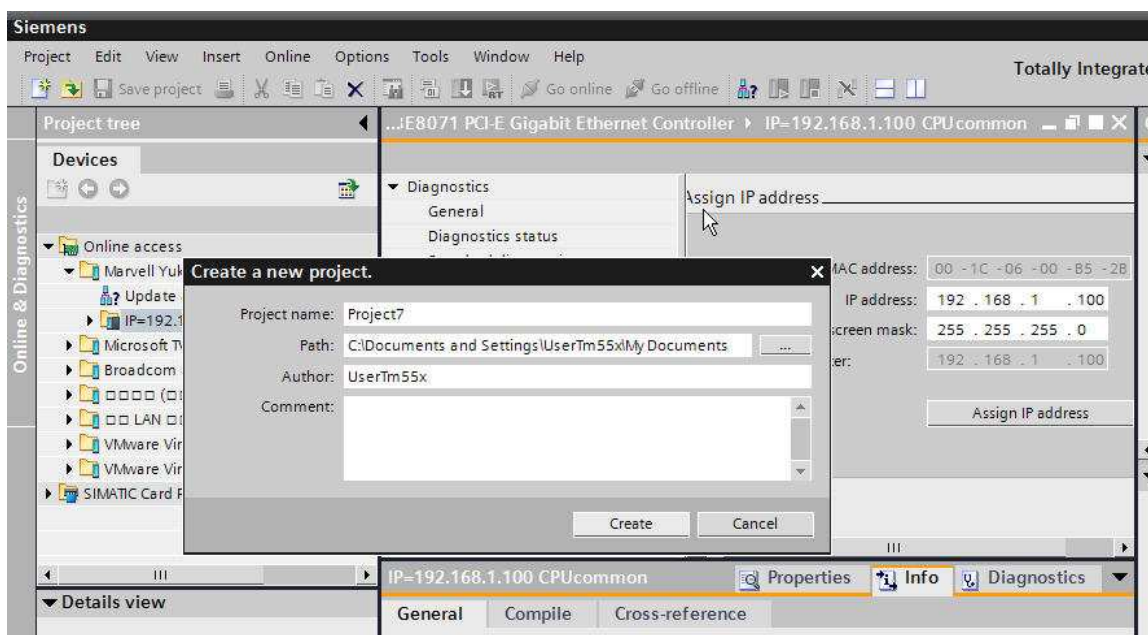 Siemens
Project Edit View Insert Online Options Tools Window Help
Totally Integrate
Save project Go online Go offline
Project tree
...:E8071 PCI-E Gigabit Ethernet Controller IP=192.168.1.100 CPUcommon
Devices
Online & Diagnostics
Diagnostics
General
Diagnostics status
Assign IP address
Online access
Marvell Yuk
Update
IP=192.1
Microsoft
Broadcom
LAN
VMware Vir
VMware Vir
SIMATIC Card
MAC address: 00 -1C -06 -00 -B5 -2B
IP address: 192 . 168 . 1 . 100
screen mask: 255 . 255 . 255 . 0
er: 192 . 168 . 1 . 100
Assign IP address
Create a new project.
Project name: Project7
Path: C:\Documents and Settings\UserTm55x\My Documents ...
Author: UserTm55x
Comment:
Create Cancel
IP=192.168.1.100 CPUcommon Properties Info Diagnostics
Details view
General Compile Cross-reference